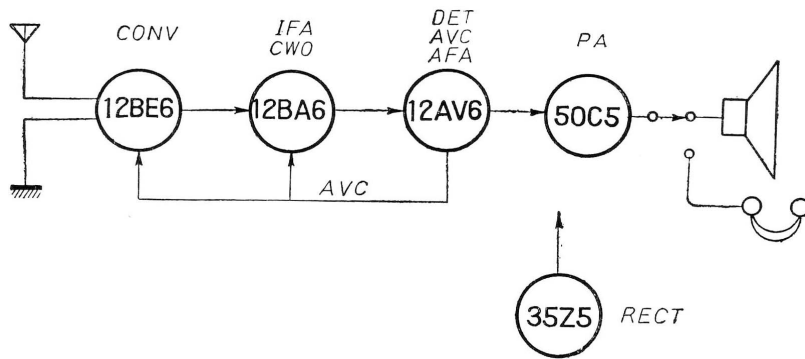 CONV
IFA
CWO
DET
AVC
AFA
PA
12BE6
12BA6
12AV6
50C5
AVC
35Z5
RECT